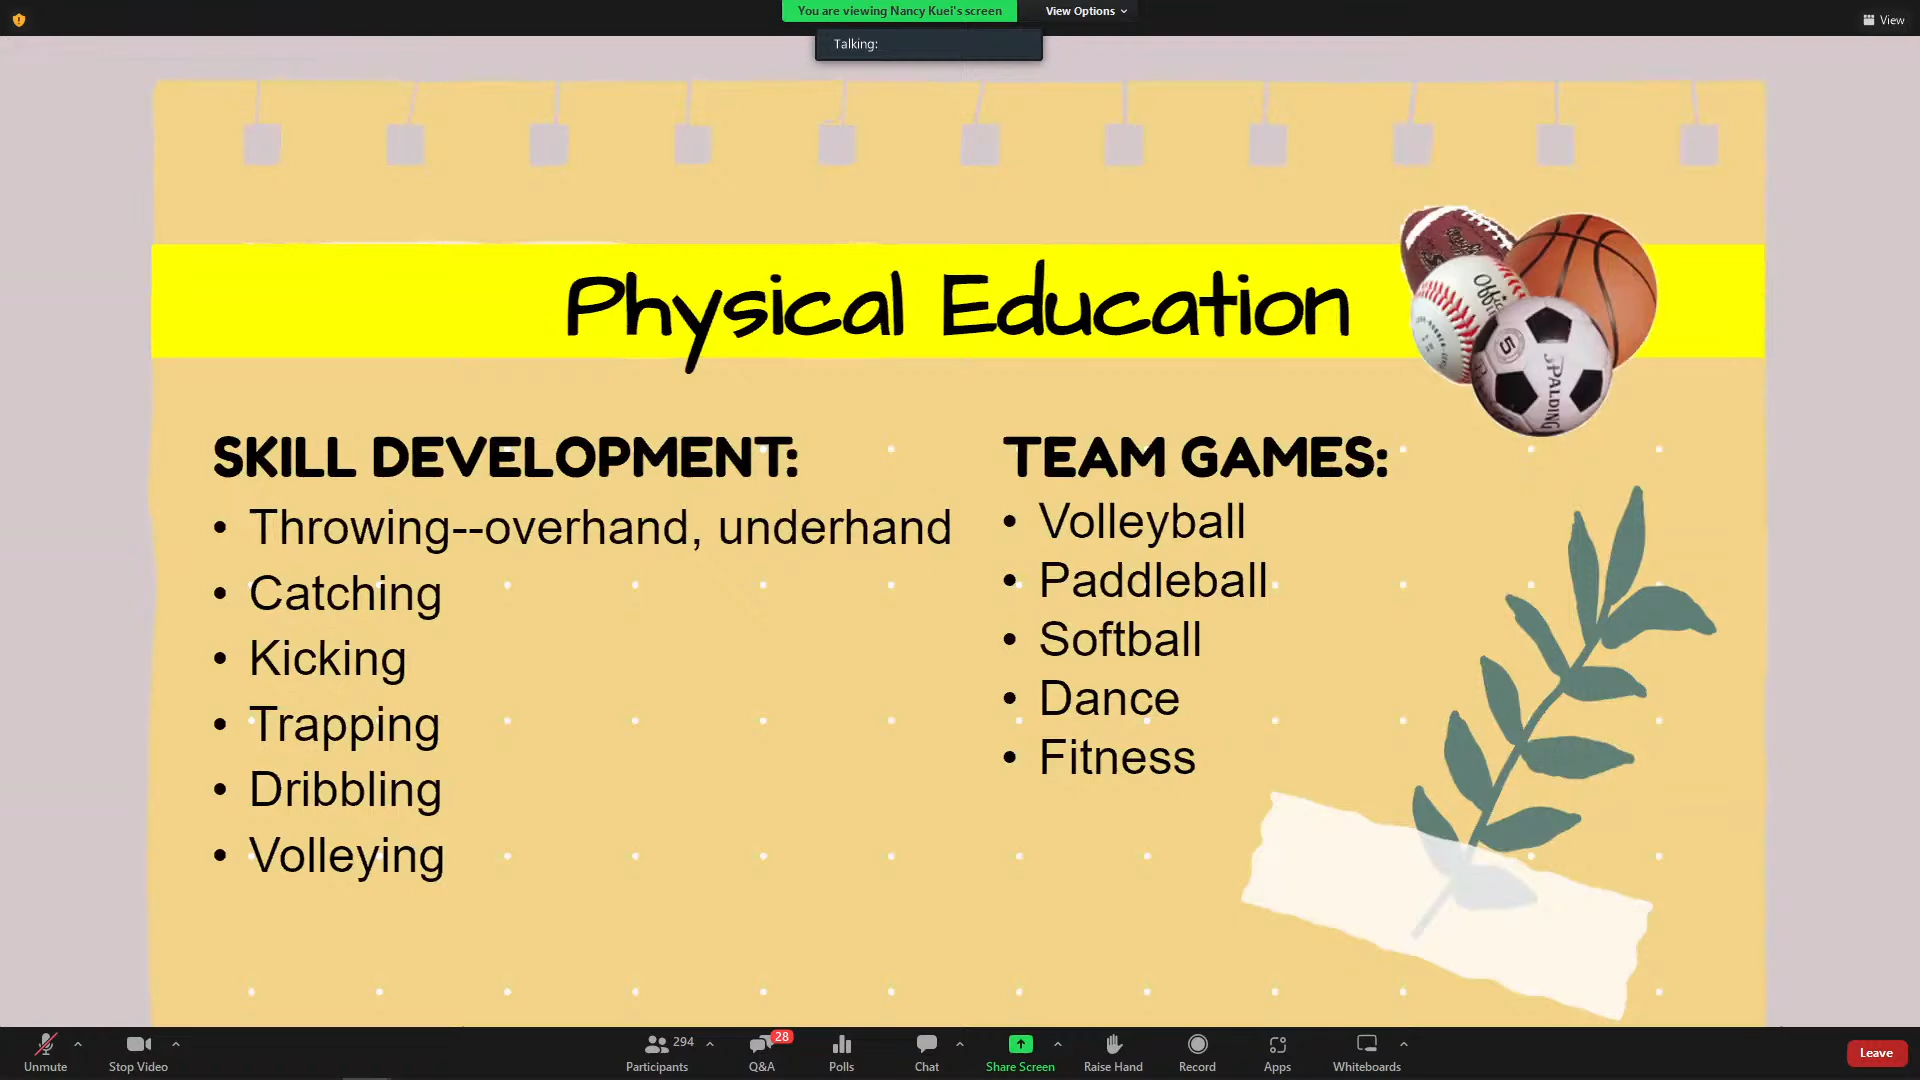 You are viewing Nancy Kuei's screen View Options
View
Talking:
Physical Education
Offic
5
SPALDING
SKILL DEVELOPMENT:
• Throwing--overhand, underhand
• Catching
• Kicking
• Trapping
• Dribbling
• Volleying
TEAM GAMES:
• Volleyball
• Paddleball
• Softball
• Dance
• Fitness
294
28
Unmute Stop Video Participants Q&A Polls Chat Share Screen Raise Hand Record Apps Whiteboards Leave